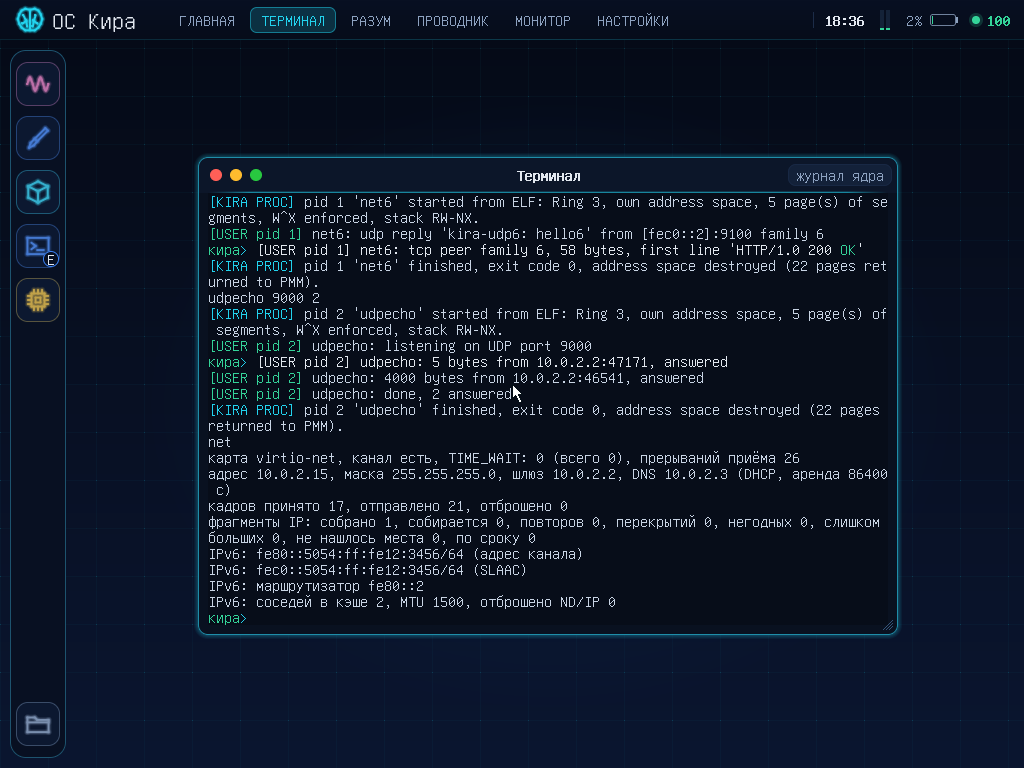 ОС Кира
ГЛАВНАЯ ТЕРМИНАЛ РАЗУМ ПРОВОДНИК МОНИТОР НАСТРОЙКИ
18:36 2% 100
E
Терминал
журнал ядра
[KIRA PROC] pid 1 'net6' started from ELF: Ring 3, own address space, 5 page(s) of se
gments, W^X enforced, stack RW-NX.
[USER pid 1] net6: udp reply 'kira-udp6: hello6' from [fec0::2]:9100 family 6
кира> [USER pid 1] net6: tcp peer family 6, 58 bytes, first line 'HTTP/1.0 200 OK'
[KIRA PROC] pid 1 'net6' finished, exit code 0, address space destroyed (22 pages ret
urned to PMM).
udpecho 9000 2
[KIRA PROC] pid 2 'udpecho' started from ELF: Ring 3, own address space, 5 page(s) of
segments, W^X enforced, stack RW-NX.
[USER pid 2] udpecho: listening on UDP port 9000
кира> [USER pid 2] udpecho: 5 bytes from 10.0.2.2:47171, answered
[USER pid 2] udpecho: 4000 bytes from 10.0.2.2:46541, answered
[USER pid 2] udpecho: done, 2 answered
[KIRA PROC] pid 2 'udpecho' finished, exit code 0, address space destroyed (22 pages
returned to PMM).
net
карта virtio-net, канал есть, TIME_WAIT: 0 (всего 0), прерываний приёма 26
адрес 10.0.2.15, маска 255.255.255.0, шлюз 10.0.2.2, DNS 10.0.2.3 (DHCP, аренда 86400
с)
кадров принято 17, отправлено 21, отброшено 0
фрагменты IP: собрано 1, собирается 0, повторов 0, перекрытий 0, негодных 0, слишком
больших 0, не нашлось места 0, по сроку 0
IPv6: fe80::5054:ff:fe12:3456/64 (адрес канала)
IPv6: fec0::5054:ff:fe12:3456/64 (SLAAC)
IPv6: маршрутизатор fe80::2
IPv6: соседей в кэше 2, MTU 1500, отброшено ND/IP 0
кира>